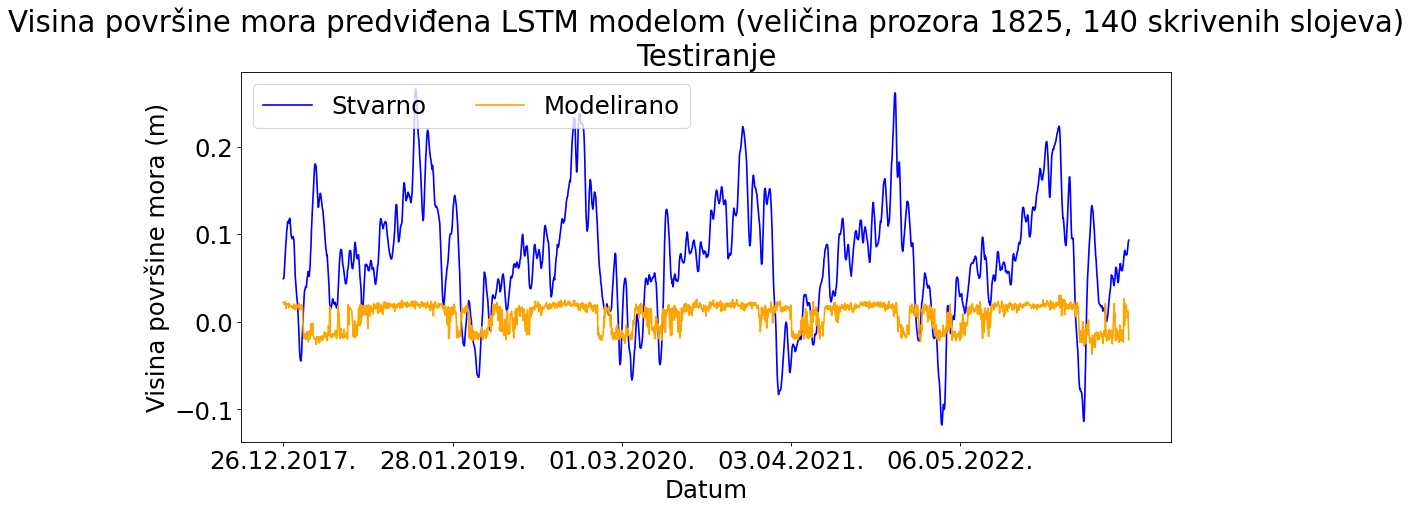 Visina površine mora predviđena LSTM modelom (veličina prozora 1825, 140 skrivenih slojeva)
Testiranje
Stvarno
Modelirano
Visina površine mora (m)
0.2
0.1
0.0
−0.1
26.12.2017.
28.01.2019.
01.03.2020.
03.04.2021.
06.05.2022.
Datum